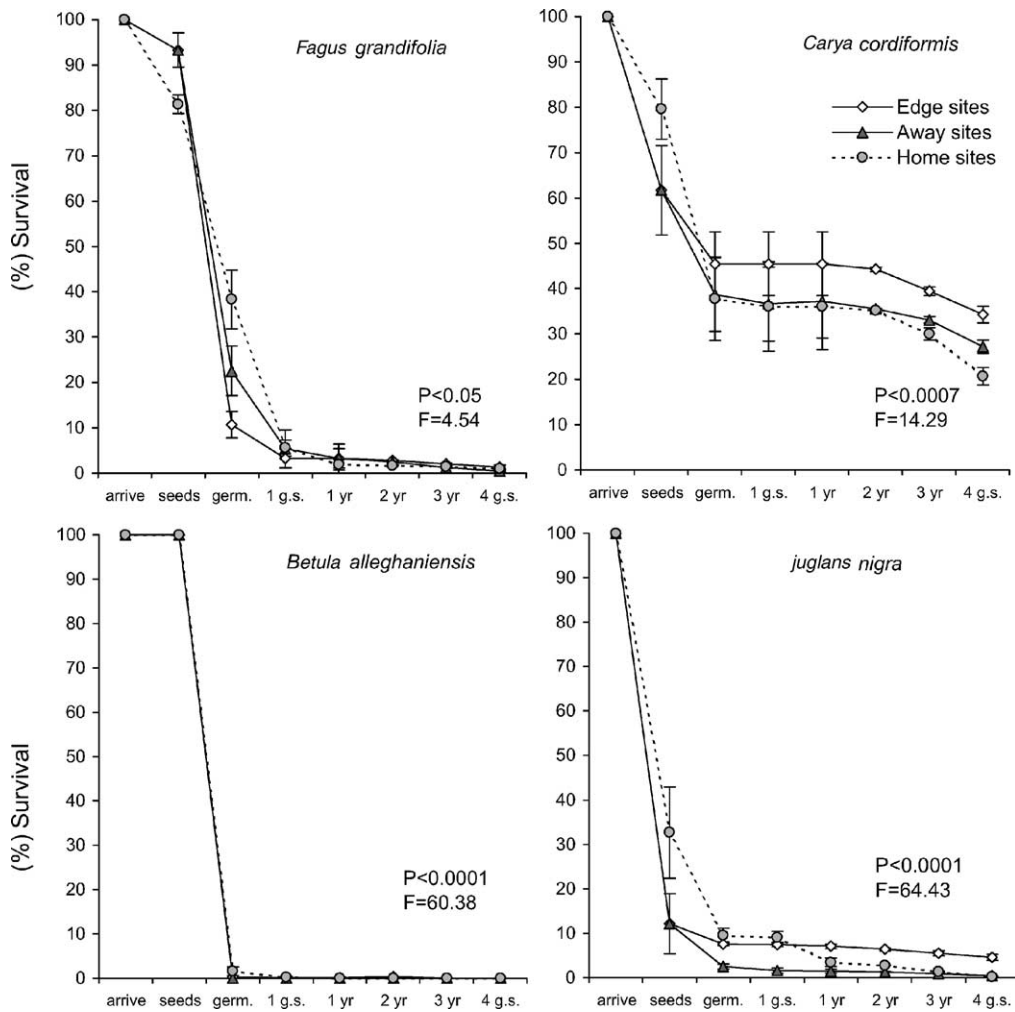 Fagus grandifolia
(%) Survival
100
90
80
70
60
50
40
30
20
10
0
P<0.05
F=4.54
arrive seeds germ. 1 g.s. 1 yr 2 yr 3 yr 4 g.s.
Carya cordiformis
Edge sites
Away sites
Home sites
100
90
80
70
60
50
40
30
20
10
0
P<0.0007
F=14.29
arrive seeds germ. 1 g.s. 1 yr 2 yr 3 yr 4 g.s.
Betula alleghaniensis
(%) Survival
100
90
80
70
60
50
40
30
20
10
0
P<0.0001
F=60.38
arrive seeds germ. 1 g.s. 1 yr 2 yr 3 yr 4 g.s.
juglans nigra
100
90
80
70
60
50
40
30
20
10
0
P<0.0001
F=64.43
arrive seeds germ. 1 g.s. 1yr 2 yr 3 yr 4 g.s.